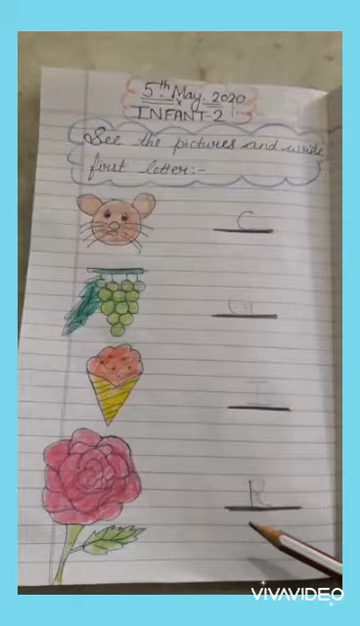 5th May. 2020
INFANT-2
See the pictures and write
first letter:-
C
G
I
R
VIVAVIDEO